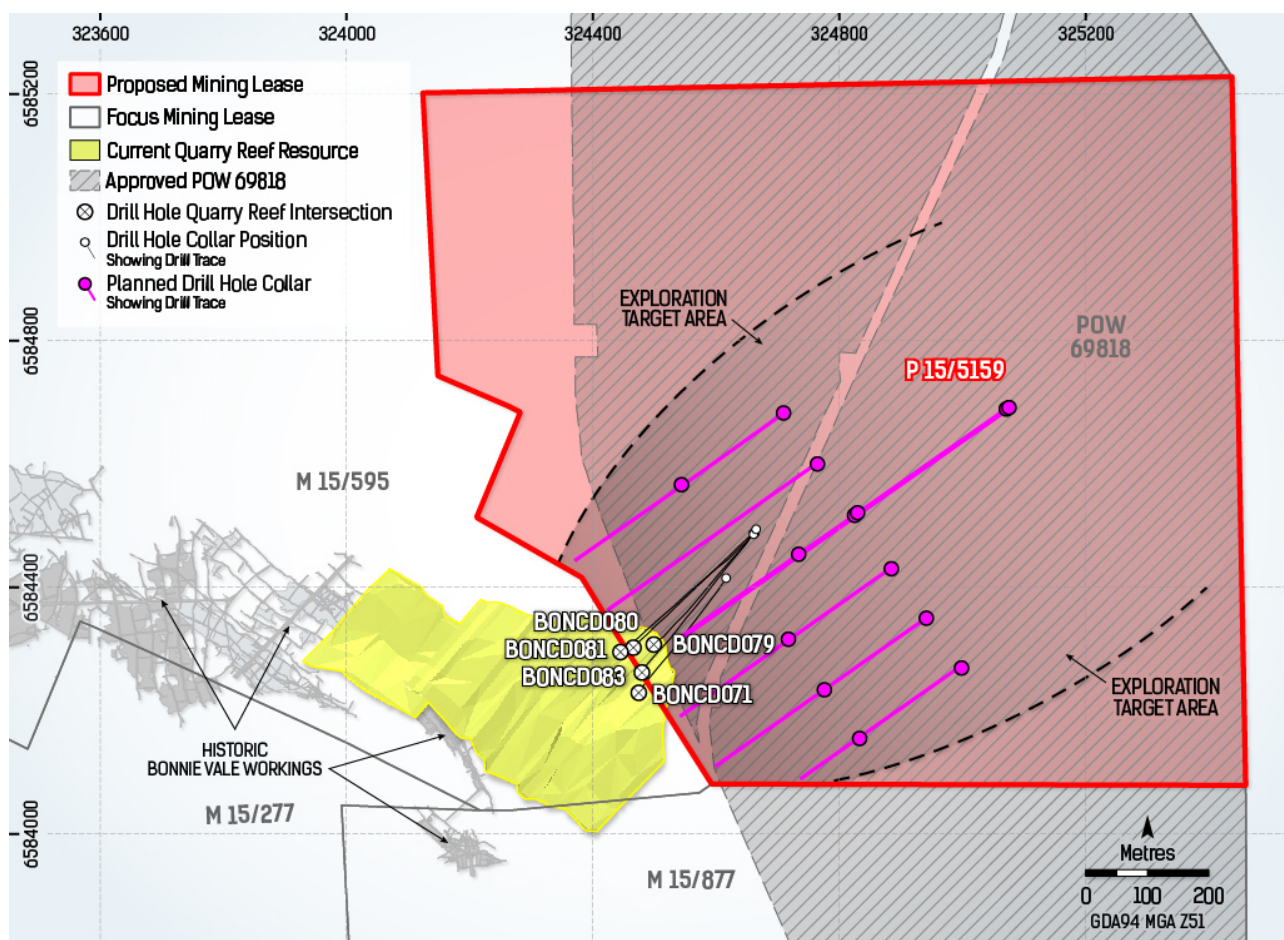 323600
324000
324400
324800
325200
6585200
6584800
6584400
6584000
Proposed Mining Lease
Focus Mining Lease
Current Quarry Reef Resource
Approved POW 69818
Drill Hole Quarry Reef Intersection
Drill Hole Collar Position
Showing Drill Trace
Planned Drill Hole Collar
Showing Drill Trace
EXPLORATION
TARGET AREA
POW
69818
P 15/5159
M 15/595
BONCD080
BONCD081
BONCD079
BONCD083
BONCD071
EXPLORATION
TARGET AREA
HISTORIC
BONNIE VALE WORKINGS
M 15/277
M 15/877
Metres
0 100 200
GDA94 MGA Z51